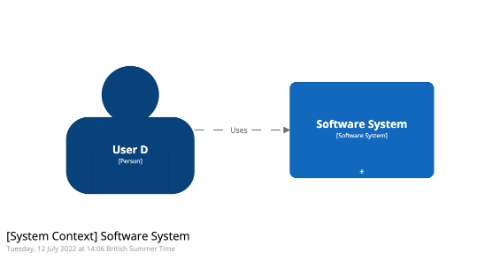 User D
[Person]
Uses
Software System
[Software System]
+
[System Context] Software System
Tuesday, 12 July 2022 at 14:06 British Summer Time